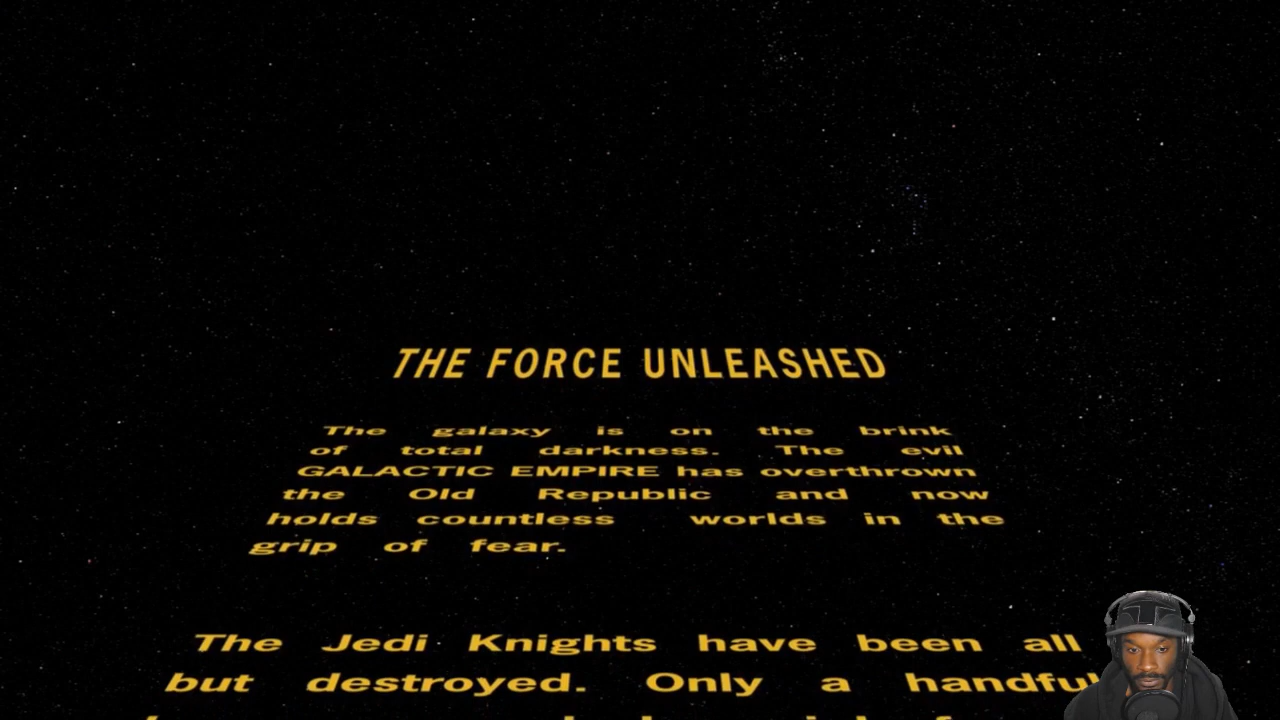 THE FORCE UNLEASHED
The galaxy is on the brink
of total darkness. The evil
GALACTIC EMPIRE has overthrown
the Old Republic and now
holds countless worlds in the
grip of fear.
The Jedi Knights have been all
but destroyed. Only a handful